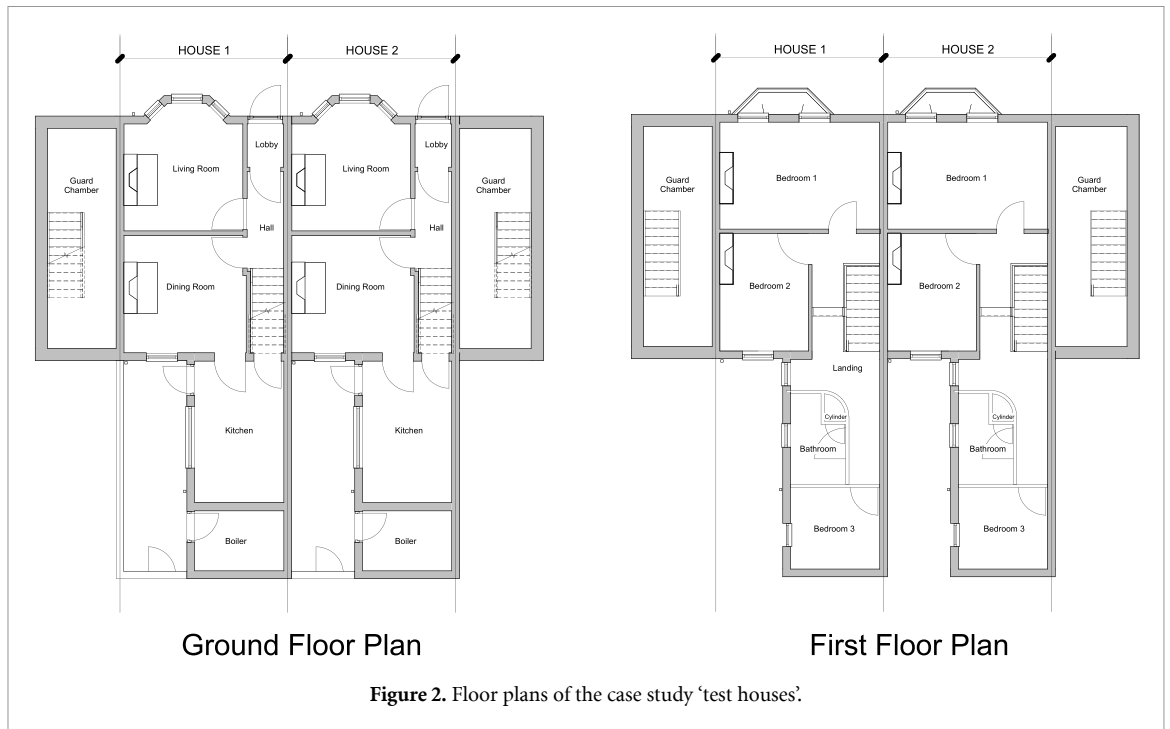 HOUSE 1
HOUSE 2
Lobby
Lobby
Living Room
Living Room
Guard
Chamber
Guard
Chamber
Hall
Hall
Dining Room
Dining Room
Kitchen
Kitchen
Boiler
Boiler
Ground Floor Plan
HOUSE 1
HOUSE 2
Guard
Chamber
Bedroom 1
Bedroom 1
Guard
Chamber
Bedroom 2
Bedroom 2
Landing
Cylinder
Cylinder
Bathroom
Bathroom
Bedroom 3
Bedroom 3
First Floor Plan
Figure 2. Floor plans of the case study ‘test houses’.